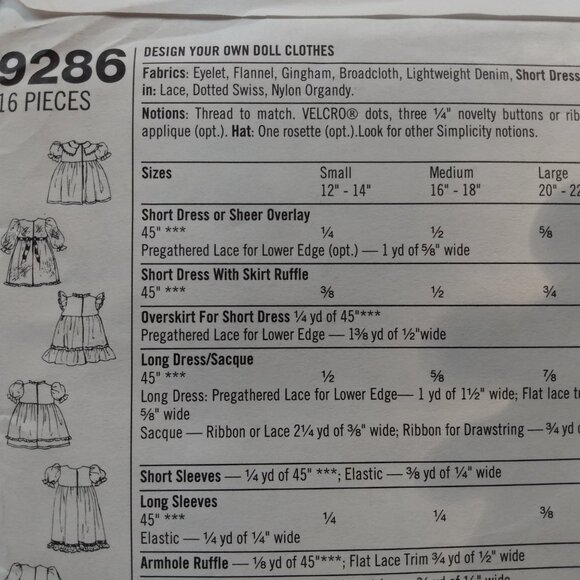 9286
16 PIECES
DESIGN YOUR OWN DOLL CLOTHES
Fabrics: Eyelet, Flannel, Gingham, Broadcloth, Lightweight Denim, Short Dress
in: Lace, Dotted Swiss, Nylon Organdy.
Notions: Thread to match. VELCRO® dots, three ¼" novelty buttons or rib
applique (opt.). Hat: One rosette (opt.).Look for other Simplicity notions.
Sizes Small Medium Large
12" - 14" 16" - 18" 20" - 22
Short Dress or Sheer Overlay
45" *** ¼ ½ ⅝
Pregathered Lace for Lower Edge (opt.) — 1 yd of ⅝" wide
Short Dress With Skirt Ruffle
45" *** ⅜ ½ ¾
Overskirt For Short Dress ¼ yd of 45"***
Pregathered Lace for Lower Edge — 1⅜ yd of ½"wide
Long Dress/Sacque
45" *** ½ ⅝ ⅞
Long Dress: Pregathered Lace for Lower Edge— 1 yd of 1½" wide; Flat lace
⅝" wide
Sacque — Ribbon or Lace 2¼ yd of ⅜" wide; Ribbon for Drawstring — ¾ yd
Short Sleeves — ¼ yd of 45" ***; Elastic — ⅜ yd of ¼" wide
Long Sleeves
45" *** ¼ ¼ ⅜
Elastic — ¼ yd of ¼" wide
Armhole Ruffle — ⅛ yd of 45"***; Flat Lace Trim ¾ yd of ½" wide